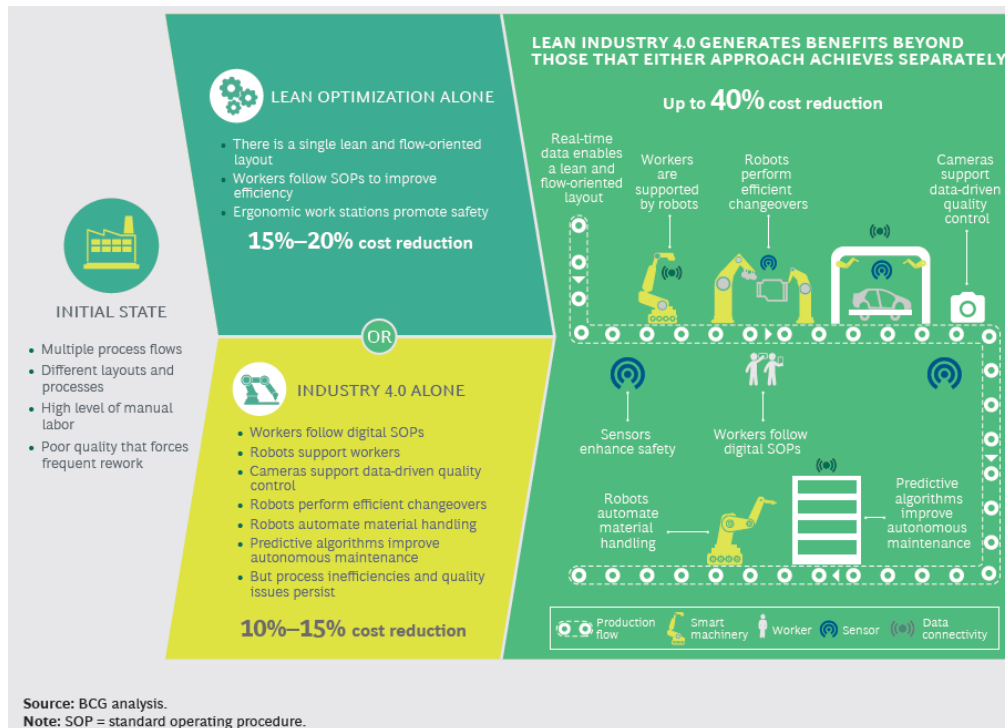 INITIAL STATE
• Multiple process flows
• Different layouts and
processes
• High level of manual
labor
• Poor quality that forces
frequent rework
LEAN OPTIMIZATION ALONE
• There is a single lean and flow-oriented
layout
• Workers follow SOPs to improve
efficiency
• Ergonomic work stations promote safety
15%–20% cost reduction
OR
INDUSTRY 4.0 ALONE
• Workers follow digital SOPs
• Robots support workers
• Cameras support data-driven quality
control
• Robots perform efficient changeovers
• Robots automate material handling
• Predictive algorithms improve
autonomous maintenance
• But process inefficiencies and quality
issues persist
10%–15% cost reduction
LEAN INDUSTRY 4.0 GENERATES BENEFITS BEYOND
THOSE THAT EITHER APPROACH ACHIEVES SEPARATELY
Up to 40% cost reduction
Real-time
data enables
a lean and
flow-oriented
layout
Workers
are
supported
by robots
Robots
perform
efficient
changeovers
Cameras
support
data-driven
quality
control
Sensors
enhance safety
Workers follow
digital SOPs
Robots
automate
material
handling
Predictive
algorithms
improve
autonomous
maintenance
Production
flow
Smart
machinery
Worker
Sensor
Data
connectivity
Source: BCG analysis.
Note: SOP = standard operating procedure.